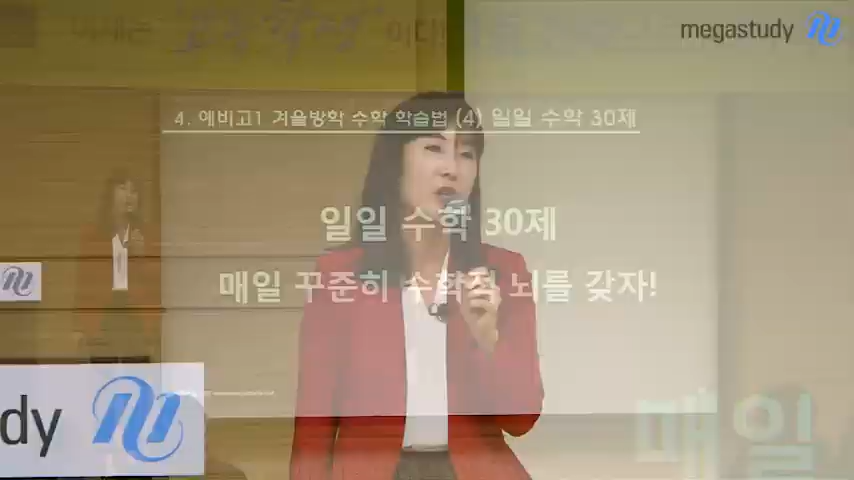 megastudy
4. 예비고1 겨울방학 수학 학습법 (4) 일일 수학 30제
일일 수학 30제
매일 꾸준히 수학적 뇌를 갖자!
dy
매일